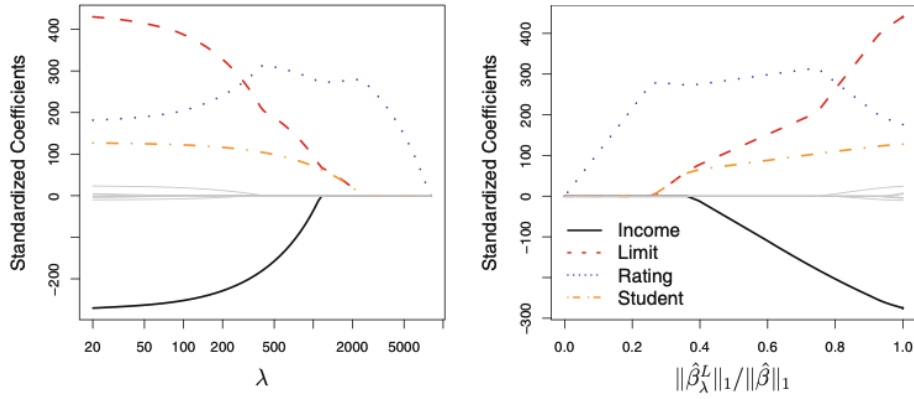 Standardized Coefficients
400
300
200
100
0
-200
20 50 100 200 500 2000 5000
λ
Standardized Coefficients
400
300
200
100
0
-100
-300
Income
Limit
Rating
Student
0.0 0.2 0.4 0.6 0.8 1.0
‖β̂λL‖1/‖β̂‖1